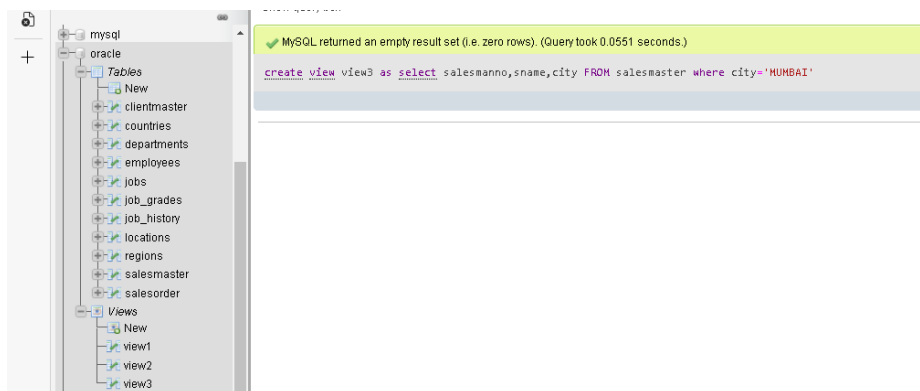 mysql
oracle
Tables
New
clientmaster
countries
departments
employees
jobs
job_grades
job_history
locations
regions
salesmaster
salesorder
Views
New
view1
view2
view3
MySQL returned an empty result set (i.e. zero rows). (Query took 0.0551 seconds.)
create view view3 as select salesmanno,sname,city FROM salesmaster where city='MUMBAI'